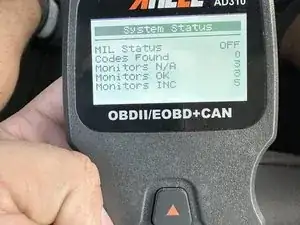 ANCEL AD310
System Status
MIL Status OFF
Codes Found 0
Monitors N/A 3
Monitors OK 3
Monitors INC 5
OBDII/EOBD+CAN